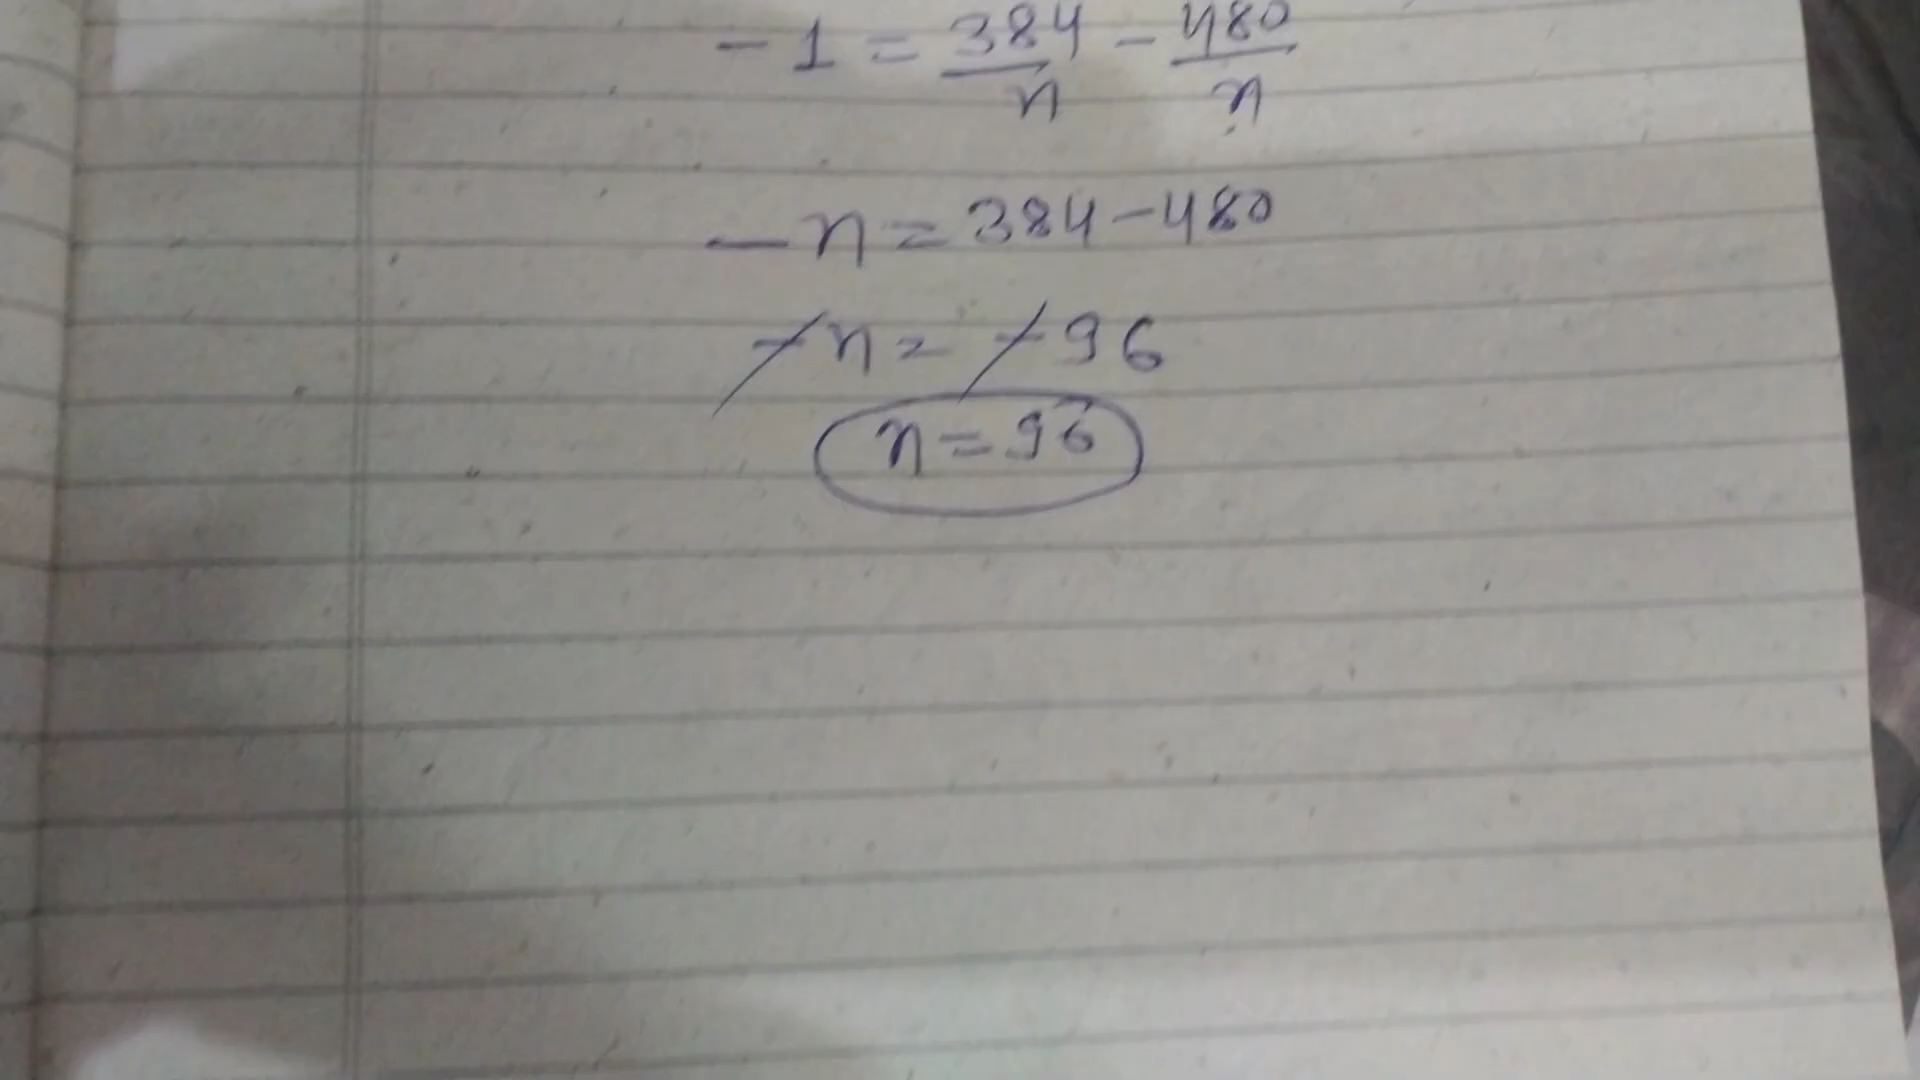 -1 = 384/n - 480/n
-n = 384-480
-n = -96
n = 96